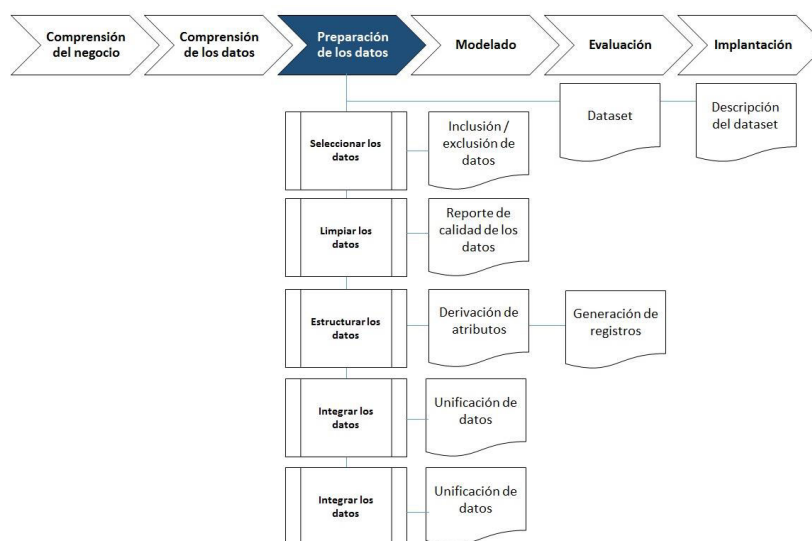 Comprensión
del negocio
Comprensión
de los datos
Preparación
de los datos
Modelado
Evaluación
Implantación
Dataset
Descripción
del dataset
Seleccionar los
datos
Inclusión /
exclusión de
datos
Limpiar los
datos
Reporte de
calidad de los
datos
Estructurar los
datos
Derivación de
atributos
Generación de
registros
Integrar los
datos
Unificación de
datos
Integrar los
datos
Unificación de
datos